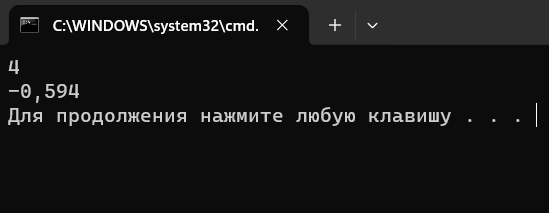 C:\WINDOWS\system32\cmd.
4
-0,594
Для продолжения нажмите любую клавишу . . .